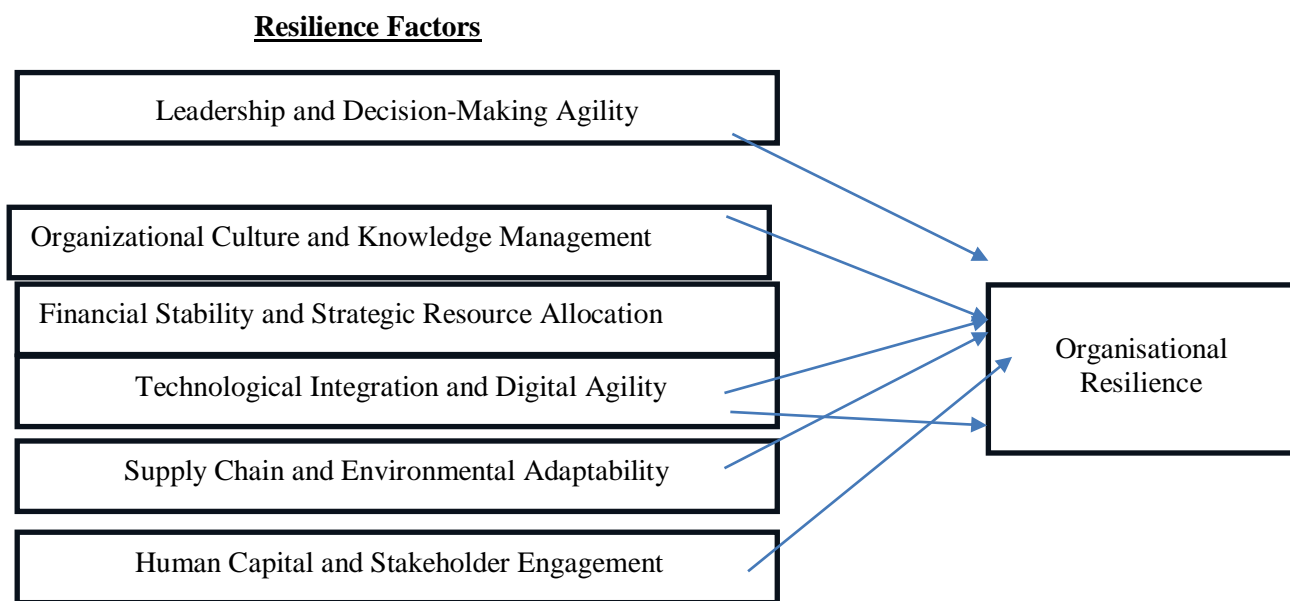 Resilience Factors
Leadership and Decision-Making Agility
Organizational Culture and Knowledge Management
Financial Stability and Strategic Resource Allocation
Technological Integration and Digital Agility
Supply Chain and Environmental Adaptability
Human Capital and Stakeholder Engagement
Organisational
Resilience